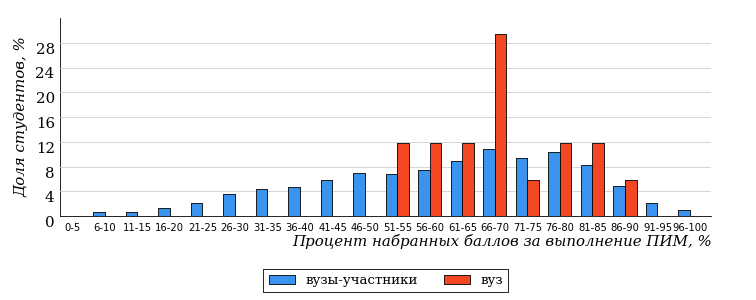 Доля студентов, %
28
24
20
16
12
8
4
0
0-5 6-10 11-15 16-20 21-25 26-30 31-35 36-40 41-45 46-50 51-55 56-60 61-65 66-70 71-75 76-80 81-85 86-90 91-95 96-100
Процент набранных баллов за выполнение ПИМ, %
вузы-участники вуз